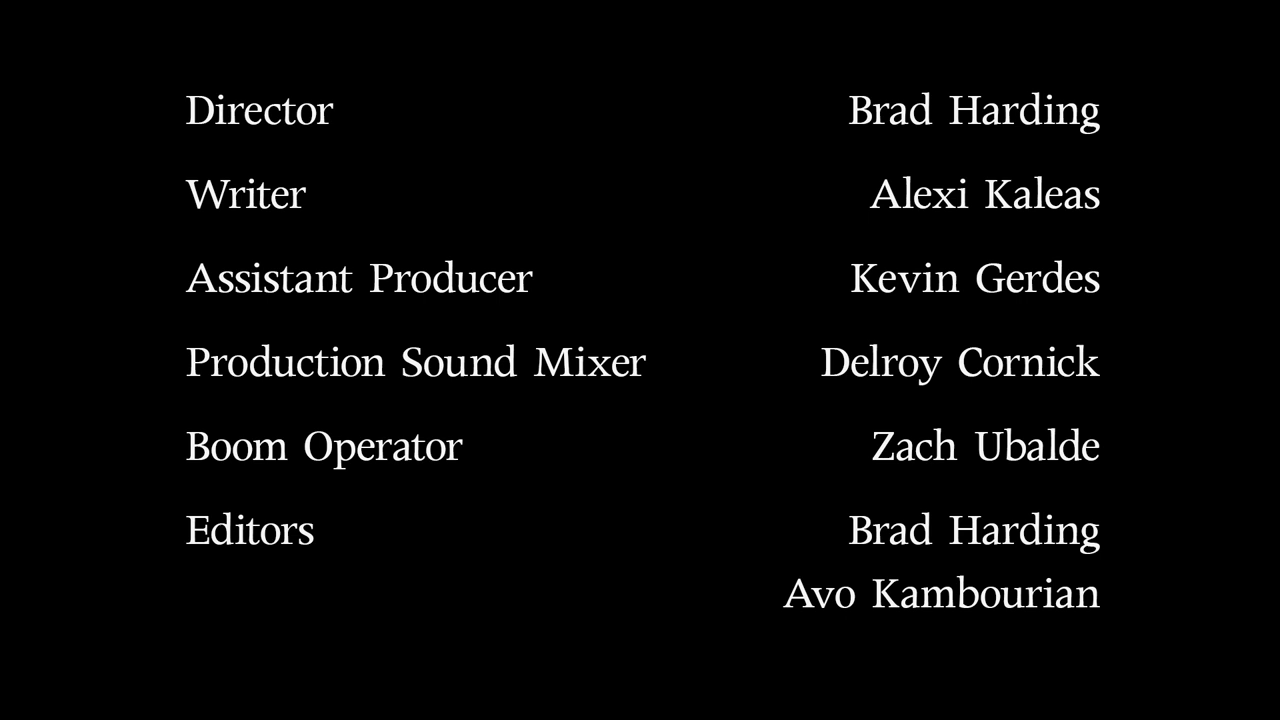 Director Brad Harding
Writer Alexi Kaleas
Assistant Producer Kevin Gerdes
Production Sound Mixer Delroy Cornick
Boom Operator Zach Ubalde
Editors Brad Harding
Avo Kambourian